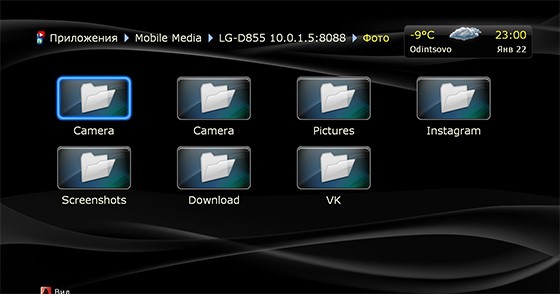 Приложения Mobile Media LG-D855 10.0.1.5:8088 Фото
-9°C 23:00
Odintsovo Янв 22
Camera Camera Pictures Instagram
Screenshots Download VK
Вид